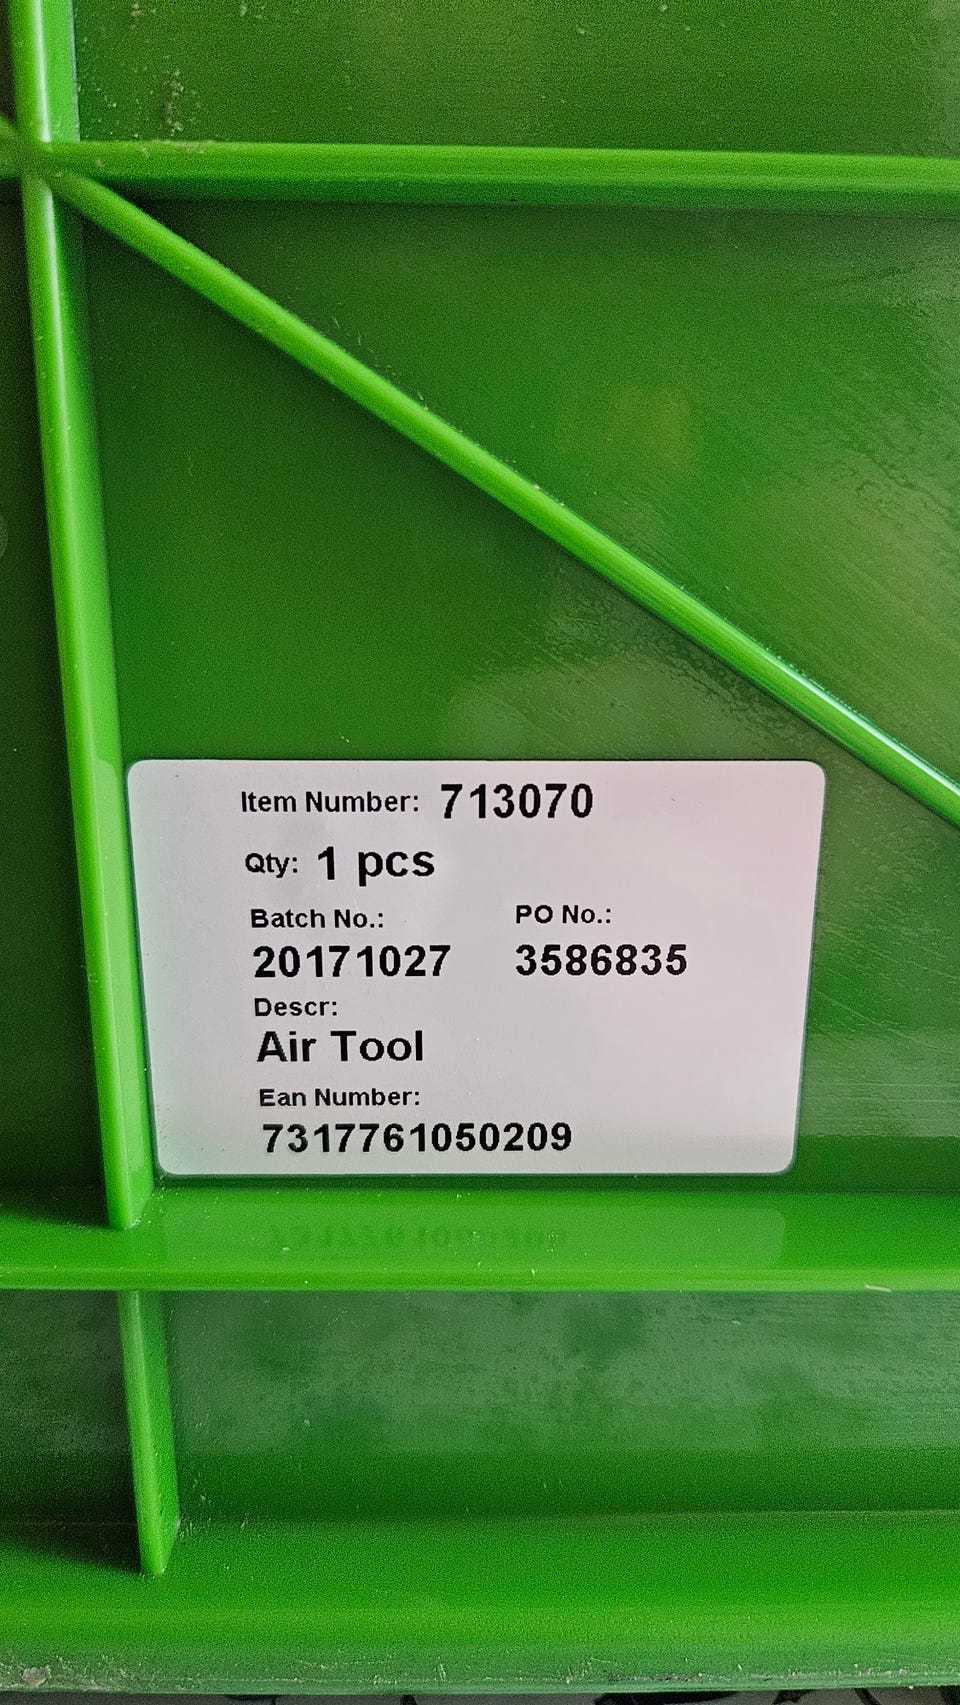 Item Number: 713070
Qty: 1 pcs
Batch No.: PO No.:
20171027 3586835
Descr:
Air Tool
Ean Number:
7317761050209